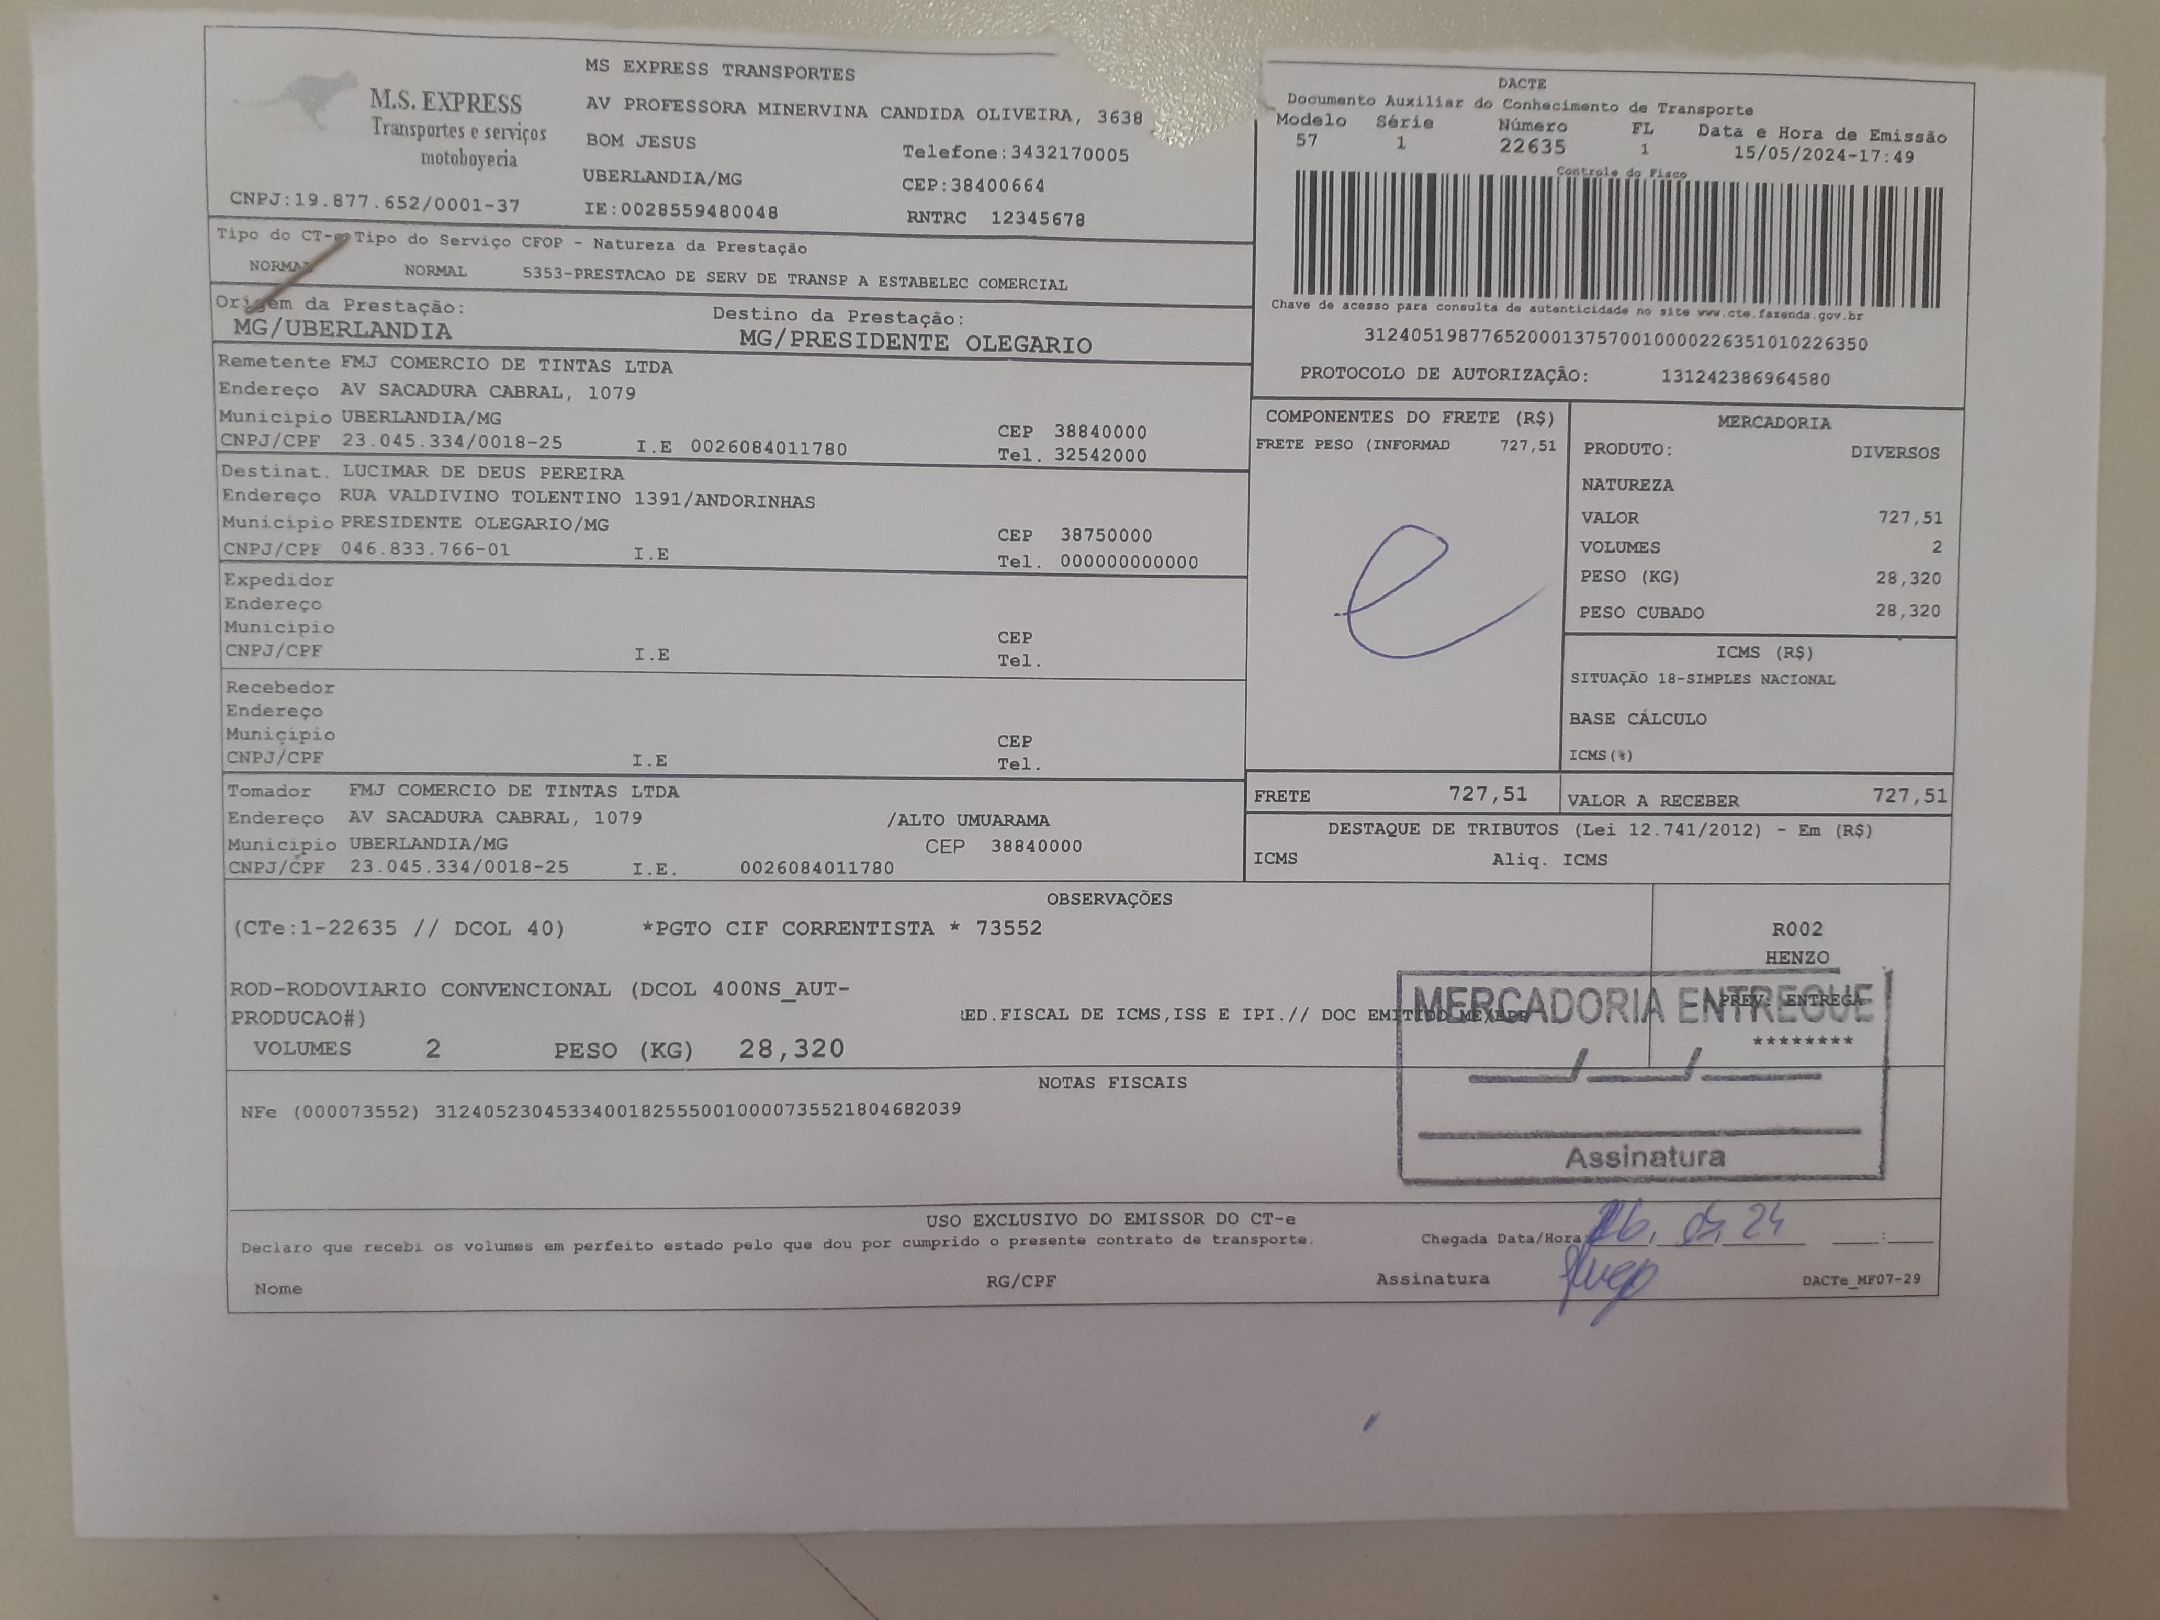 M.S. EXPRESS
Transportes e serviços
motoboyeria
CNPJ:19.877.652/0001-37
MS EXPRESS TRANSPORTES
AV PROFESSORA MINERVINA CANDIDA OLIVEIRA, 3638
BOM JESUS
Telefone:3432170005
UBERLANDIA/MG
CEP:38400664
IE:0028559480048
RNTRC 12345678
DACTE
Documento Auxiliar do Conhecimento de Transporte
Modelo Série Número FL Data e Hora de Emissão
57 1 22635 1 15/05/2024-17:49
Controle do Fisco
Chave de acesso para consulta de autenticidade no site www.cte.fazenda.gov.br
31240519877652000137570010000226351010226350
PROTOCOLO DE AUTORIZAÇÃO: 131242386964580
Tipo do CT-e Tipo do Serviço CFOP - Natureza da Prestação
NORMAL NORMAL 5353-PRESTACAO DE SERV DE TRANSP A ESTABELEC COMERCIAL
Origem da Prestação: Destino da Prestação:
MG/UBERLANDIA MG/PRESIDENTE OLEGARIO
Remetente FMJ COMERCIO DE TINTAS LTDA
Endereço AV SACADURA CABRAL, 1079
Municipio UBERLANDIA/MG CEP 38840000
CNPJ/CPF 23.045.334/0018-25 I.E 0026084011780 Tel. 32542000
Destinat. LUCIMAR DE DEUS PEREIRA
Endereço RUA VALDIVINO TOLENTINO 1391/ANDORINHAS
Município PRESIDENTE OLEGARIO/MG CEP 38750000
CNPJ/CPF 046.833.766-01 I.E Tel. 000000000000
Expedidor
Endereço
Município CEP
CNPJ/CPF I.E Tel.
Recebedor
Endereço
Município CEP
CNPJ/CPF I.E Tel.
Tomador FMJ COMERCIO DE TINTAS LTDA
Endereço AV SACADURA CABRAL, 1079 /ALTO UMUARAMA
Municipio UBERLANDIA/MG CEP 38840000
CNPJ/CPF 23.045.334/0018-25 I.E. 0026084011780
COMPONENTES DO FRETE (R$)
FRETE PESO (INFORMAD 727,51
MERCADORIA
PRODUTO: DIVERSOS
NATUREZA
VALOR 727,51
VOLUMES 2
PESO (KG) 28,320
PESO CUBADO 28,320
ICMS (R$)
SITUAÇÃO 18-SIMPLES NACIONAL
BASE CÁLCULO
ICMS(%)
FRETE 727,51 VALOR A RECEBER 727,51
DESTAQUE DE TRIBUTOS (Lei 12.741/2012) - Em (R$)
ICMS Aliq. ICMS
OBSERVAÇÕES
(CTe:1-22635 // DCOL 40) *PGTO CIF CORRENTISTA * 73552
R002
HENZO
PREV. ENTREGA
********
ROD-RODOVIARIO CONVENCIONAL (DCOL 400NS_AUT-
PRODUCAO#)
ED.FISCAL DE ICMS,ISS E IPI.// DOC EMITIDO
VOLUMES 2 PESO (KG) 28,320
MERCADORIA ENTREGUE
Assinatura
NOTAS FISCAIS
NFe (000073552) 31240523045334001825550010000735521804682039
USO EXCLUSIVO DO EMISSOR DO CT-e
Declaro que recebi os volumes em perfeito estado pelo que dou por cumprido o presente contrato de transporte.
Chegada Data/Hora 24
Nome RG/CPF Assinatura DACTe_MF07-29